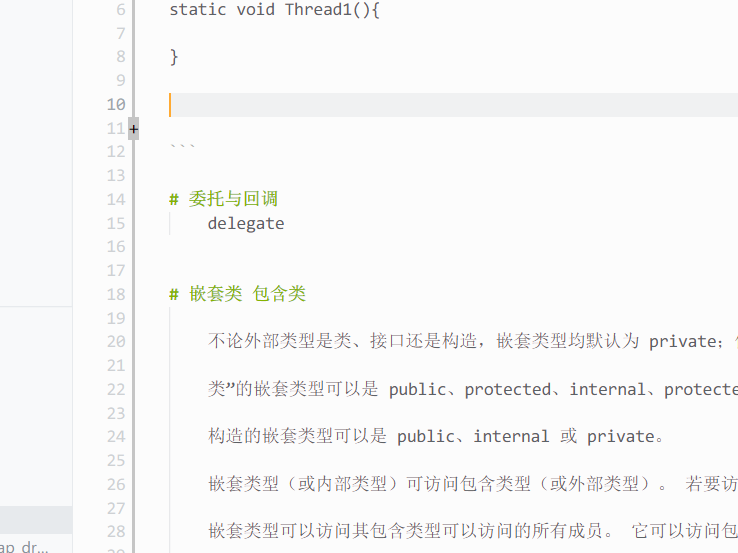 6 static void Thread1(){
7
8 }
9
10
11 +
12 ```
13
14 # 委托与回调
15 delegate
16
17
18 # 嵌套类 包含类
19
20 不论外部类型是类、接口还是构造，嵌套类型均默认为 private；
21
22 类”的嵌套类型可以是 public、protected、internal、protecte
23
24 构造的嵌套类型可以是 public、internal 或 private。
25
26 嵌套类型（或内部类型）可访问包含类型（或外部类型）。 若要访
27
28 嵌套类型可以访问其包含类型可以访问的所有成员。 它可以访问包
ap_dr…